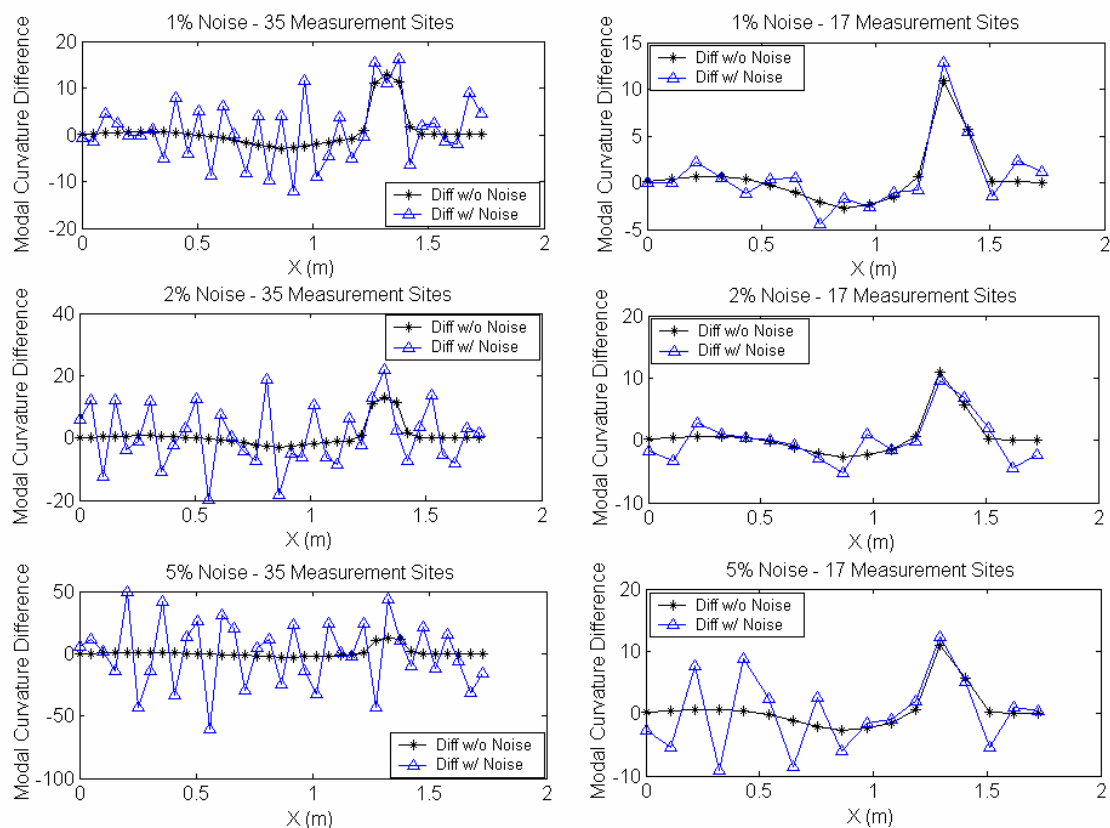 1% Noise - 35 Measurement Sites
Modal Curvature Difference
20
10
0
-10
-20
Diff w/o Noise
Diff w/ Noise
0 0.5 1 1.5 2
X (m)
1% Noise - 17 Measurement Sites
Modal Curvature Difference
15
10
5
0
-5
Diff w/o Noise
Diff w/ Noise
0 0.5 1 1.5 2
X (m)
2% Noise - 35 Measurement Sites
Modal Curvature Difference
40
20
0
-20
Diff w/o Noise
Diff w/ Noise
0 0.5 1 1.5 2
X (m)
2% Noise - 17 Measurement Sites
Modal Curvature Difference
20
10
0
-10
Diff w/o Noise
Diff w/ Noise
0 0.5 1 1.5 2
X (m)
5% Noise - 35 Measurement Sites
Modal Curvature Difference
50
0
-50
-100
Diff w/o Noise
Diff w/ Noise
0 0.5 1 1.5 2
X (m)
5% Noise - 17 Measurement Sites
Modal Curvature Difference
20
10
0
-10
Diff w/o Noise
Diff w/ Noise
0 0.5 1 1.5 2
X (m)